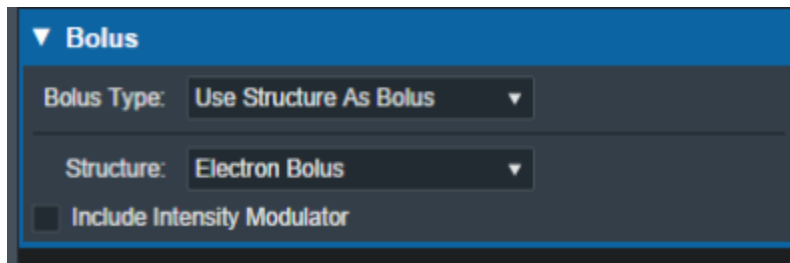 Bolus
Bolus Type: Use Structure As Bolus
Structure: Electron Bolus
Include Intensity Modulator